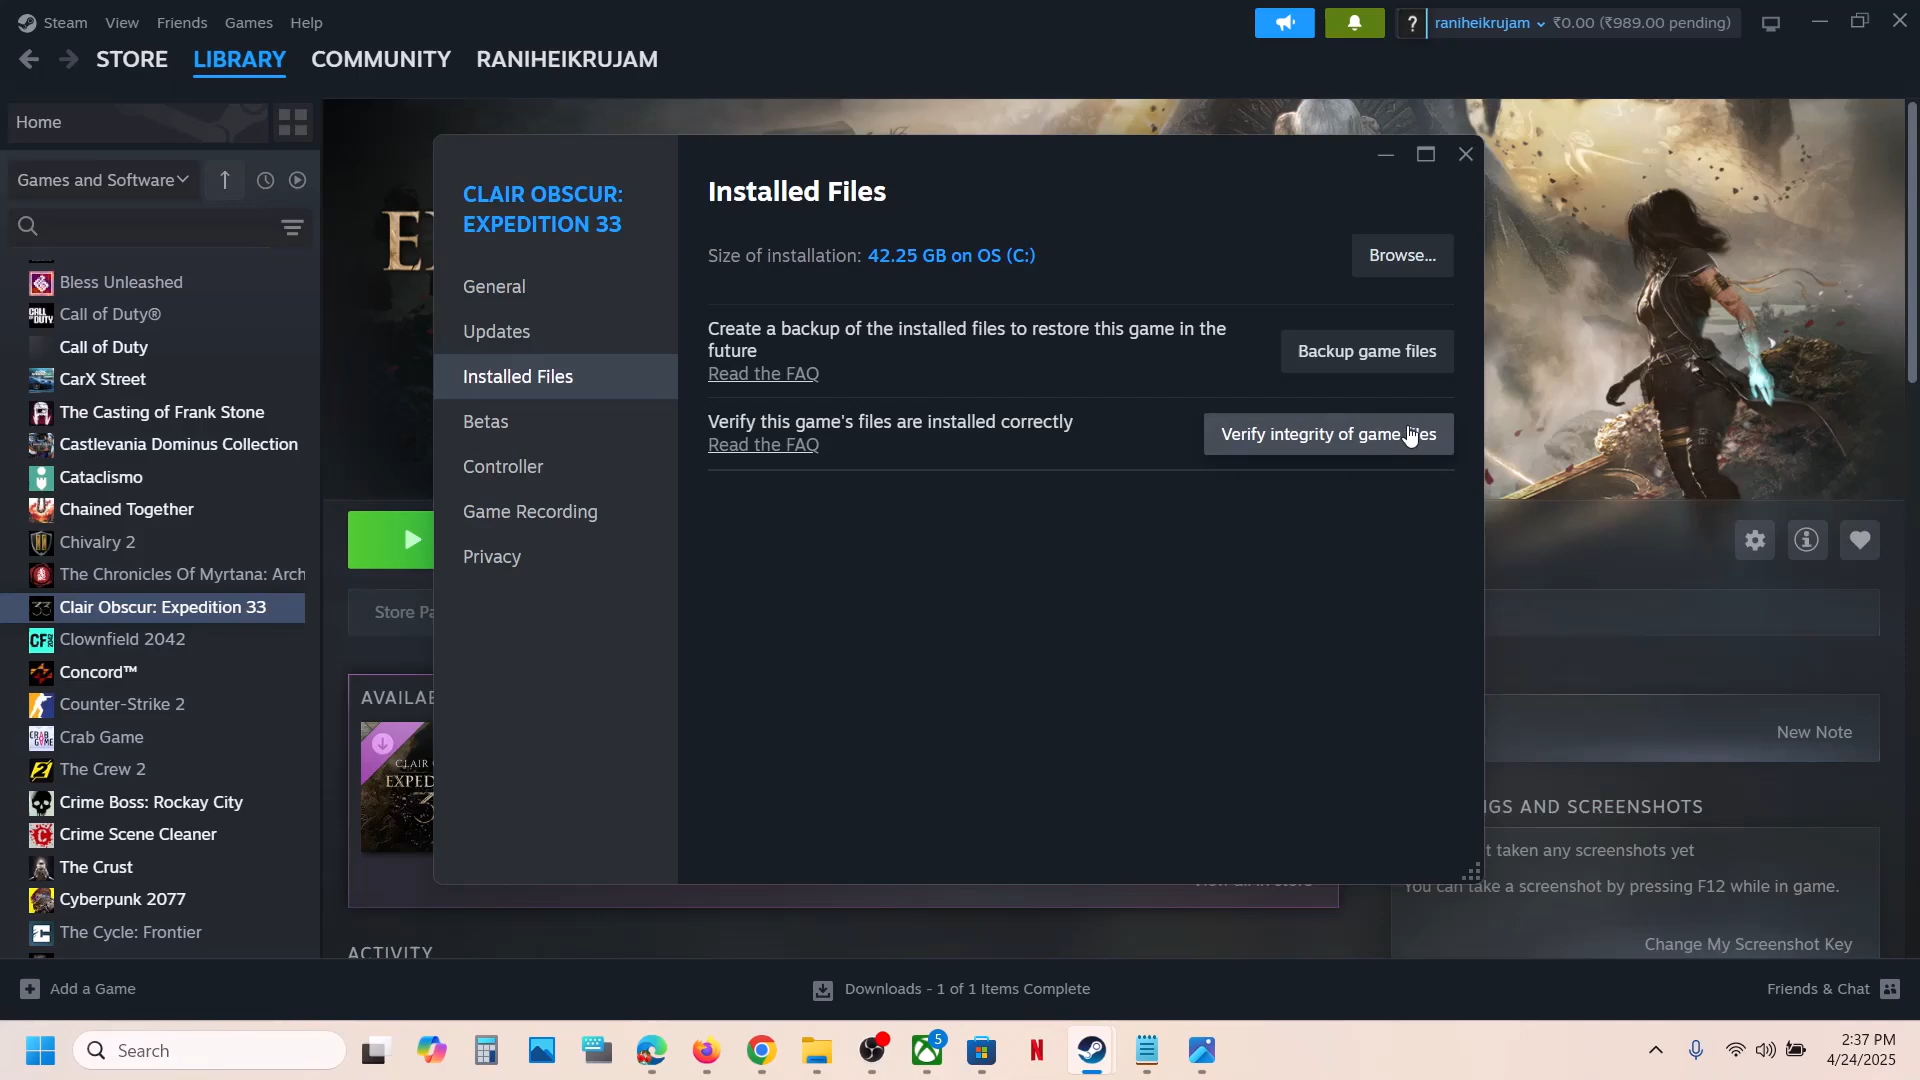 Steam View Friends Games Help
? raniheikrujam ₹0.00 (₹989.00 pending)
STORE LIBRARY COMMUNITY RANIHEIKRUJAM
Home
Games and Software
Bless Unleashed
Call of Duty®
Call of Duty
CarX Street
The Casting of Frank Stone
Castlevania Dominus Collection
Cataclismo
Chained Together
Chivalry 2
The Chronicles Of Myrtana: Arch
Clair Obscur: Expedition 33
Clownfield 2042
Concord™
Counter-Strike 2
Crab Game
The Crew 2
Crime Boss: Rockay City
Crime Scene Cleaner
The Crust
Cyberpunk 2077
The Cycle: Frontier
CLAIR OBSCUR:
EXPEDITION 33
General
Updates
Installed Files
Betas
Controller
Game Recording
Privacy
Installed Files
Size of installation: 42.25 GB on OS (C:)
Browse...
Create a backup of the installed files to restore this game in the
future
Read the FAQ
Backup game files
Verify this game's files are installed correctly
Read the FAQ
Verify integrity of game files
Store Pa
AVAILAB
CLAIR O
EXPED
33
New Note
GS AND SCREENSHOTS
t taken any screenshots yet
You can take a screenshot by pressing F12 while in game.
Change My Screenshot Key
ACTIVITY
Add a Game
Downloads - 1 of 1 Items Complete
Friends & Chat
Search
5
2:37 PM
4/24/2025